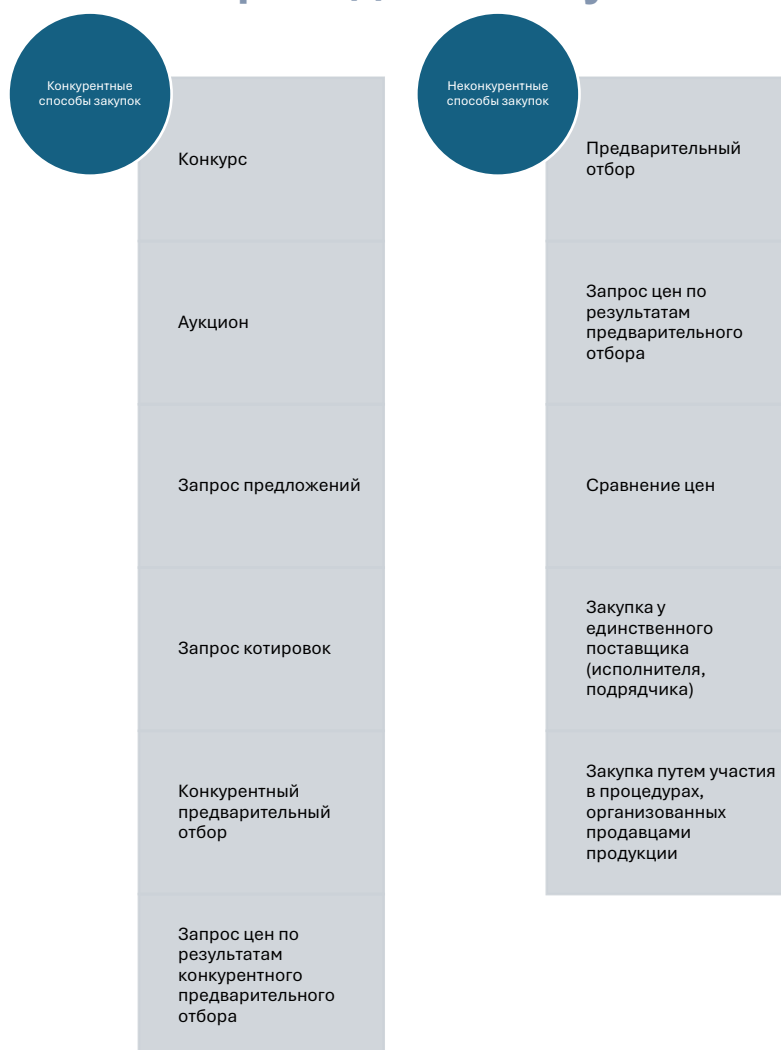 Конкурентные
способы закупок
Конкурс
Аукцион
Запрос предложений
Запрос котировок
Конкурентный
предварительный
отбор
Запрос цен по
результатам
конкурентного
предварительного
отбора
Неконкурентные
способы закупок
Предварительный
отбор
Запрос цен по
результатам
предварительного
отбора
Сравнение цен
Закупка у
единственного
поставщика
(исполнителя,
подрядчика)
Закупка путем участия
в процедурах,
организованных
продавцами
продукции